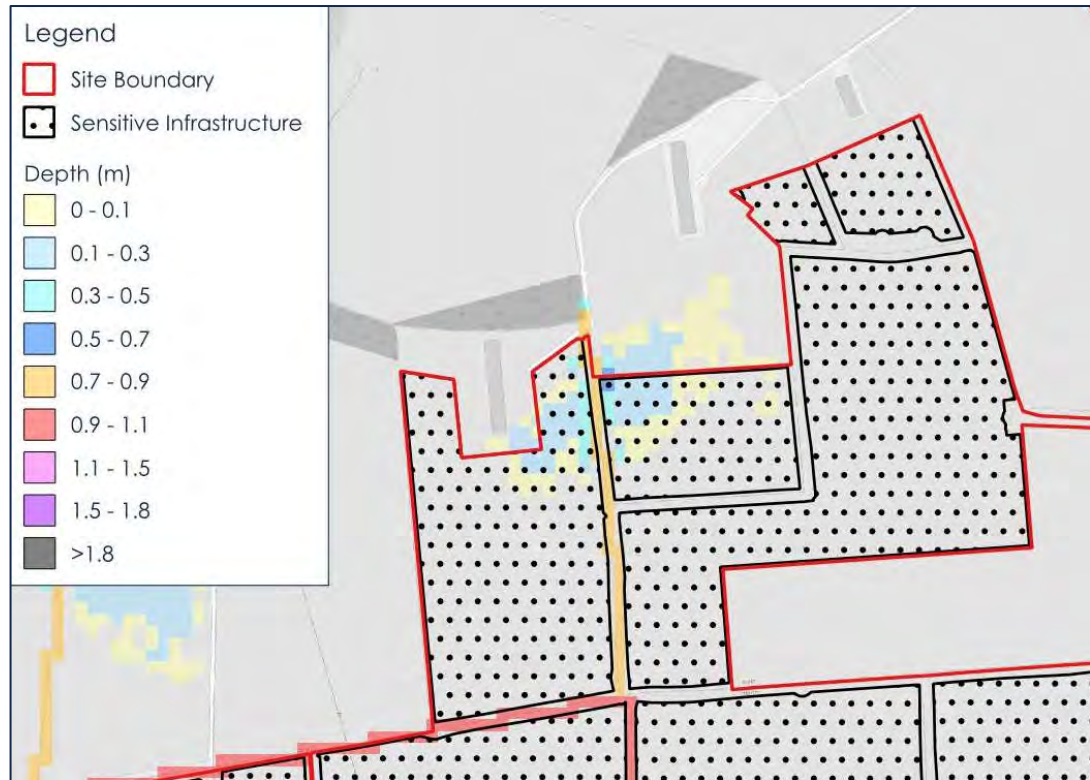 Legend
Site Boundary
Sensitive Infrastructure
Depth (m)
0 - 0.1
0.1 - 0.3
0.3 - 0.5
0.5 - 0.7
0.7 - 0.9
0.9 - 1.1
1.1 - 1.5
1.5 - 1.8
>1.8